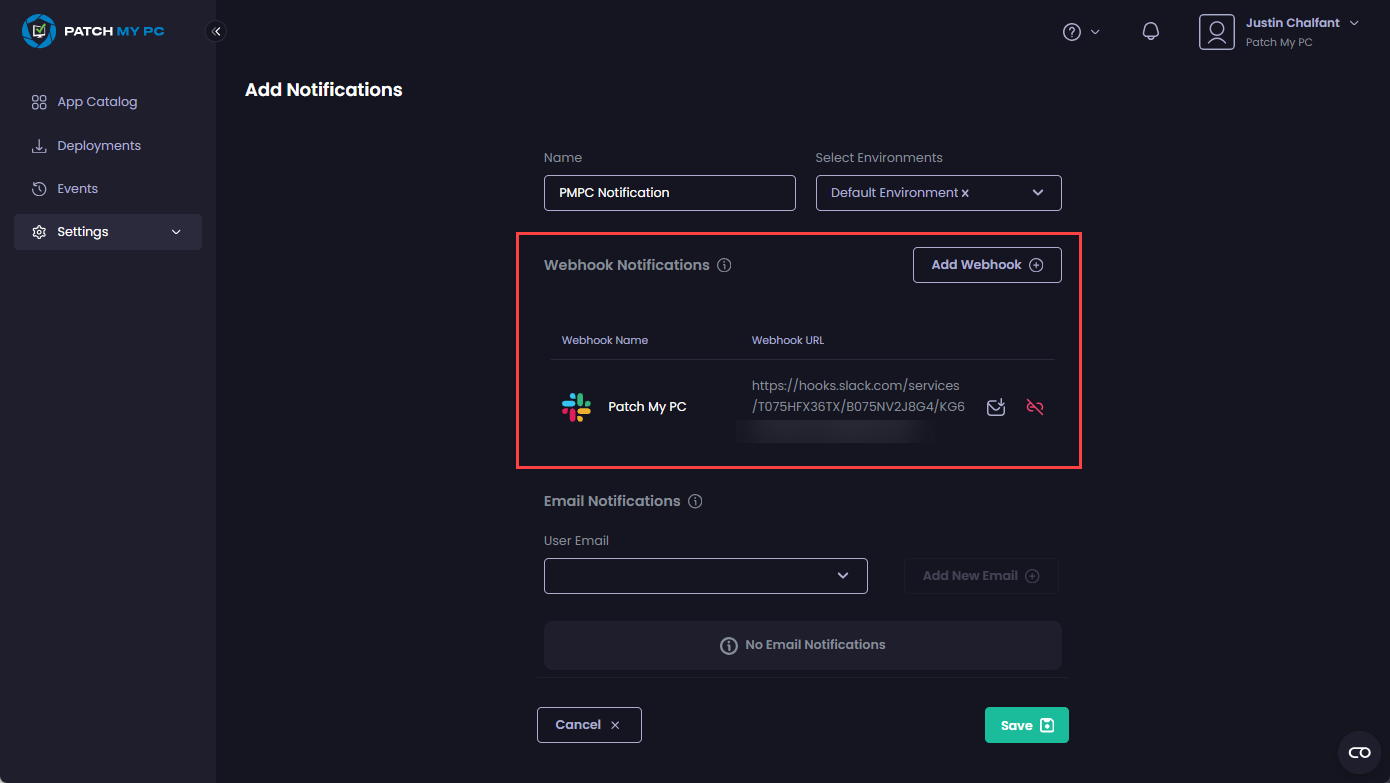 PATCH MY PC
Justin Chalfant
Patch My PC
App Catalog
Deployments
Events
Settings
Add Notifications
Name
Select Environments
PMPC Notification
Default Environment x
Webhook Notifications
Add Webhook
Webhook Name
Webhook URL
Patch My PC
https://hooks.slack.com/services
/T075HFX36TX/B075NV2J8G4/KG6
Email Notifications
User Email
Add New Email
No Email Notifications
Cancel
Save